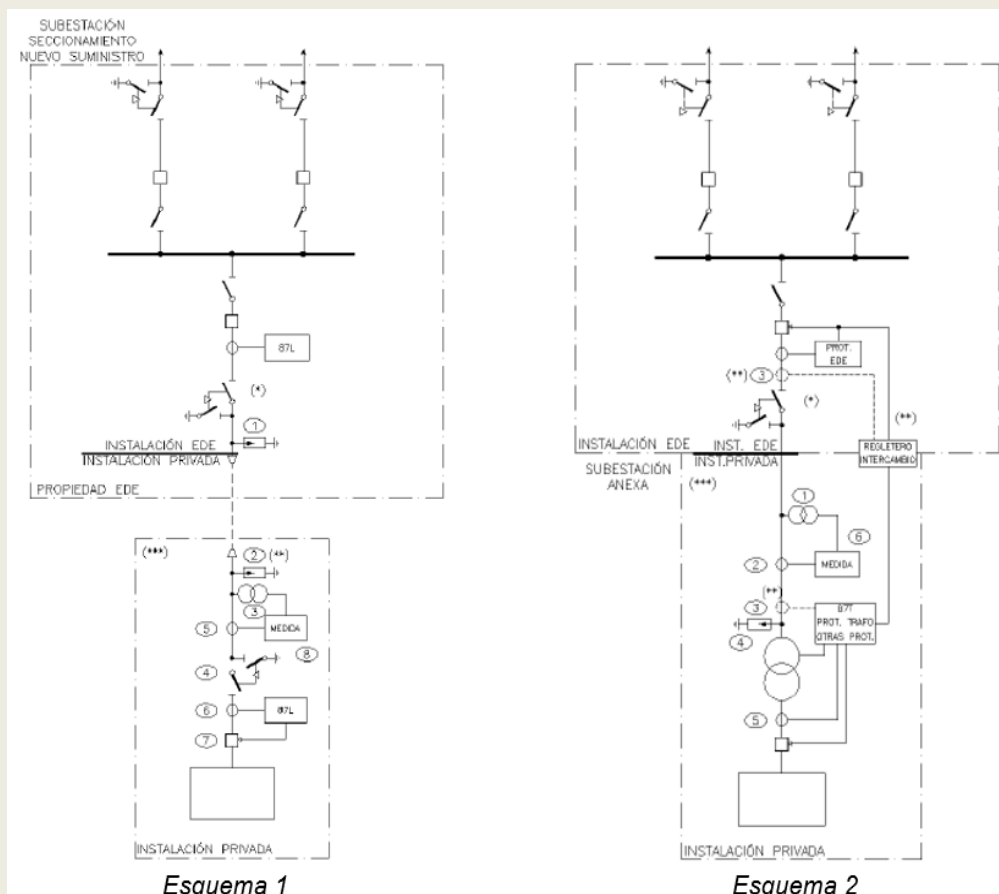 SUBESTACIÓN
SECCIONAMIENTO
NUEVO SUMINISTRO
87L
(*)
1
INSTALACIÓN EDE
INSTALACIÓN PRIVADA
PROPIEDAD EDE
(***)
2 (**)
3
MEDIDA
5
8
4
6
87L
7
INSTALACIÓN PRIVADA
Esquema 1
PROT.
EDE
(**) 3
(*)
(**)
INSTALACIÓN EDE
INST. EDE
REGLETERO
INTERCAMBIO
SUBESTACIÓN
ANEXA
INST.PRIVADA
(***)
1
6
MEDIDA
2
(**)
3
87T
PROT. TRAFO
OTRAS PROT.
4
5
INSTALACIÓN PRIVADA
Esquema 2